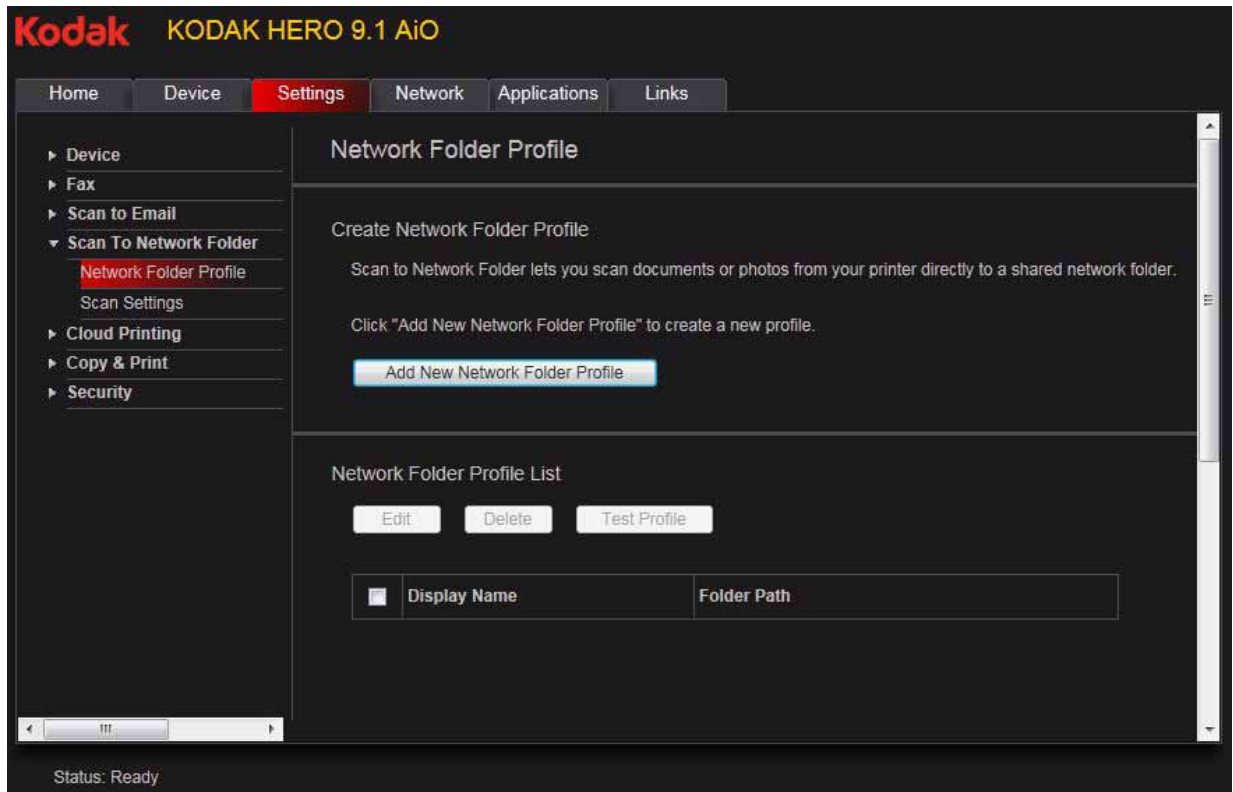 Kodak KODAK HERO 9.1 AiO
Home Device Settings Network Applications Links
Device
Fax
Scan to Email
Scan To Network Folder
Network Folder Profile
Scan Settings
Cloud Printing
Copy & Print
Security
Network Folder Profile
Create Network Folder Profile
Scan to Network Folder lets you scan documents or photos from your printer directly to a shared network folder.
Click "Add New Network Folder Profile" to create a new profile.
Add New Network Folder Profile
Network Folder Profile List
Edit Delete Test Profile
Display Name Folder Path
Status: Ready